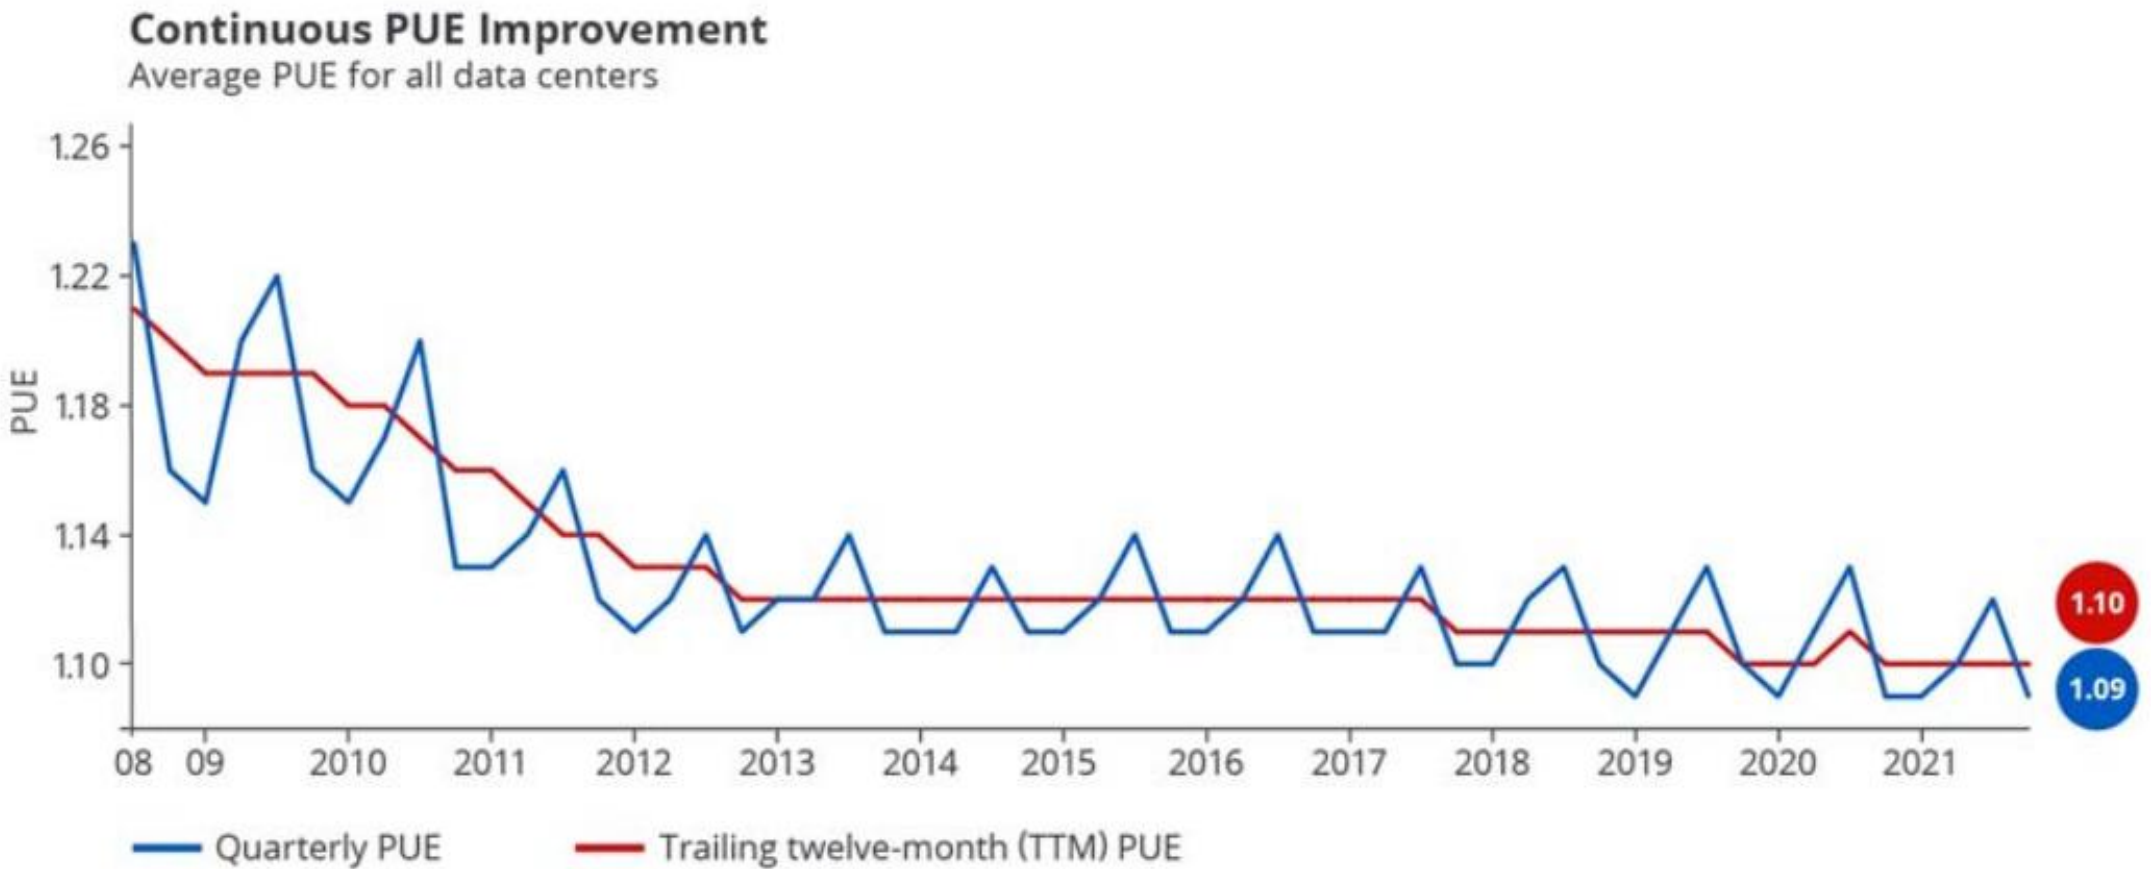 Continuous PUE Improvement
Average PUE for all data centers
1.26
1.22
1.18
1.14
1.10
PUE
1.10
1.09
08 09 2010 2011 2012 2013 2014 2015 2016 2017 2018 2019 2020 2021
Quarterly PUE Trailing twelve-month (TTM) PUE